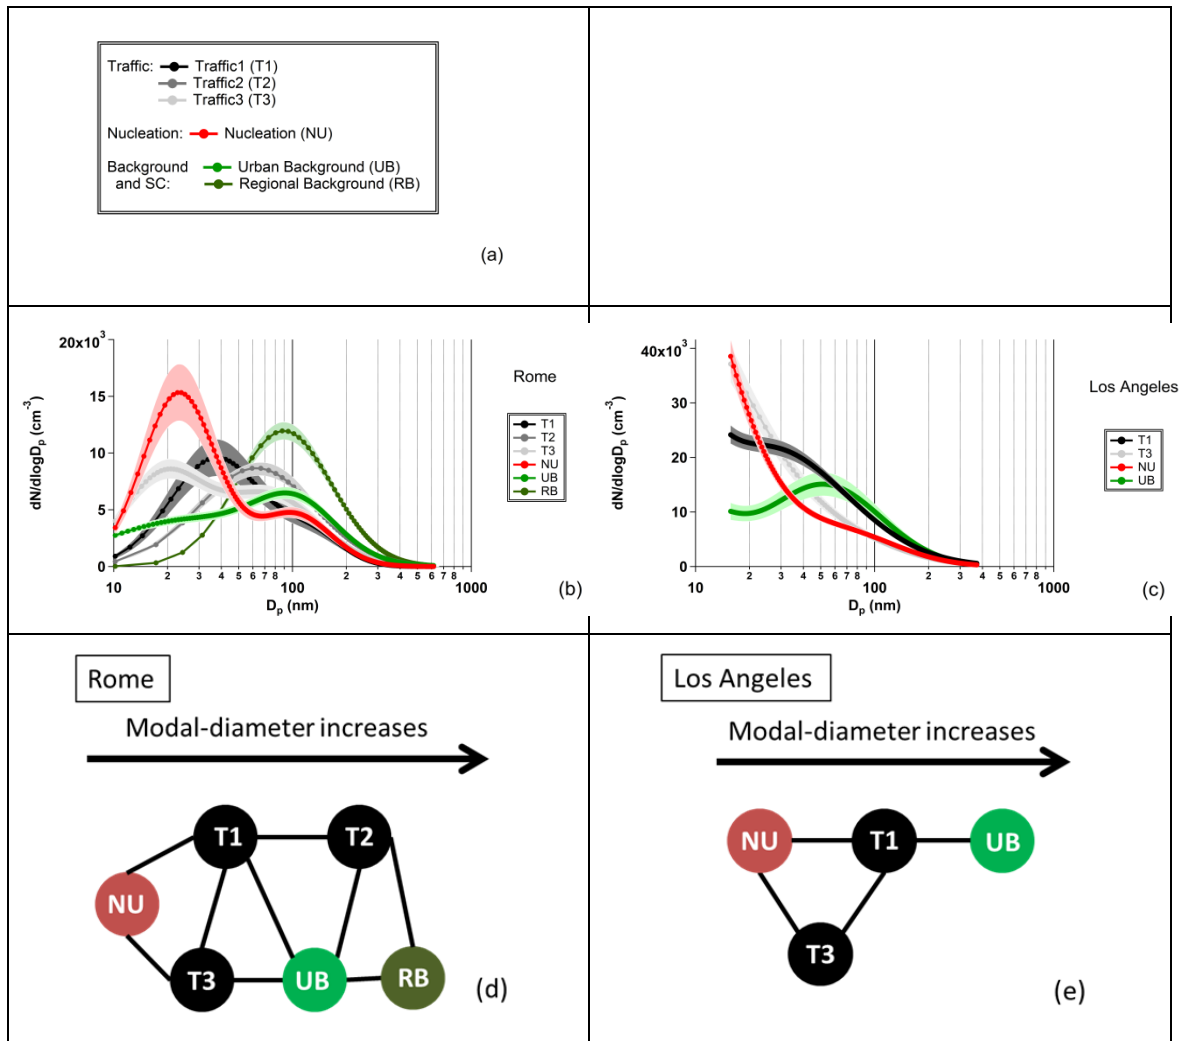 Traffic: Traffic1 (T1)
Traffic2 (T2)
Traffic3 (T3)
Nucleation: Nucleation (NU)
Background Urban Background (UB)
and SC: Regional Background (RB)
(a)
20x10³
15
10
5
0
dN/dlogDₚ (cm⁻³)
10 2 3 4 5 6 7 8 100 2 3 4 5 6 7 8 1000
Dₚ (nm)
Rome
T1
T2
T3
NU
UB
RB
(b)
40x10³
30
20
10
0
dN/dlogDₚ (cm⁻³)
10 2 3 4 5 6 7 8 100 2 3 4 5 6 7 8 1000
Dₚ (nm)
Los Angeles
T1
T3
NU
UB
(c)
Rome
Modal-diameter increases
T1 T2
NU
T3 UB RB
(d)
Los Angeles
Modal-diameter increases
NU T1 UB
T3
(e)